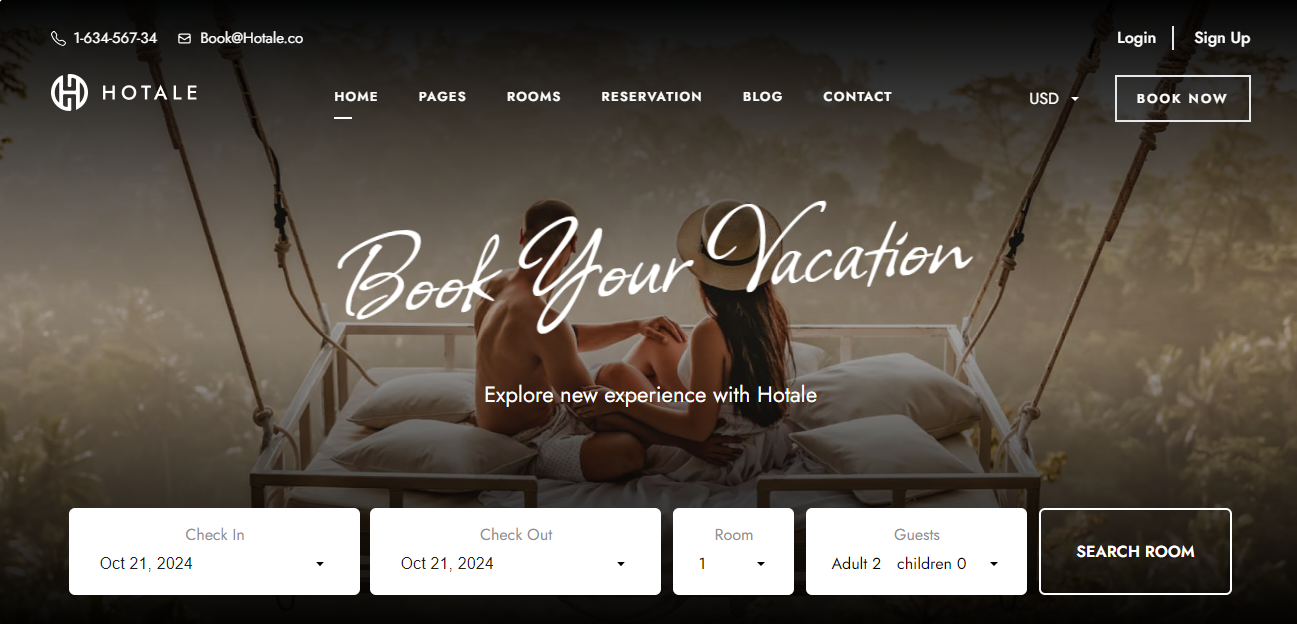 1-634-567-34 Book@Hotale.co Login Sign Up
HOTALE HOME PAGES ROOMS RESERVATION BLOG CONTACT USD BOOK NOW
Book Your Vacation
Explore new experience with Hotale
Check In Check Out Room Guests
Oct 21, 2024 Oct 21, 2024 1 Adult 2 children 0 SEARCH ROOM